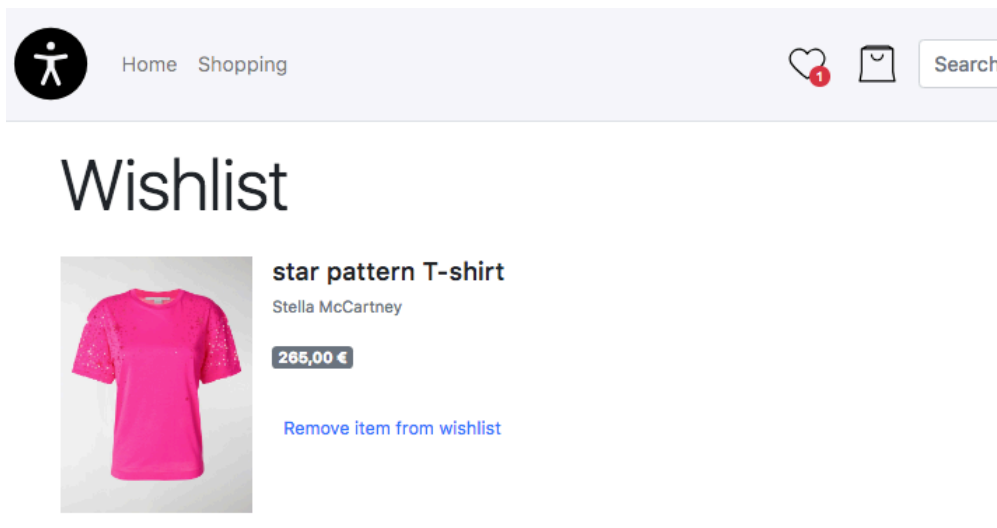 Home Shopping 1 Search
Wishlist
star pattern T-shirt
Stella McCartney
265,00 €
Remove item from wishlist